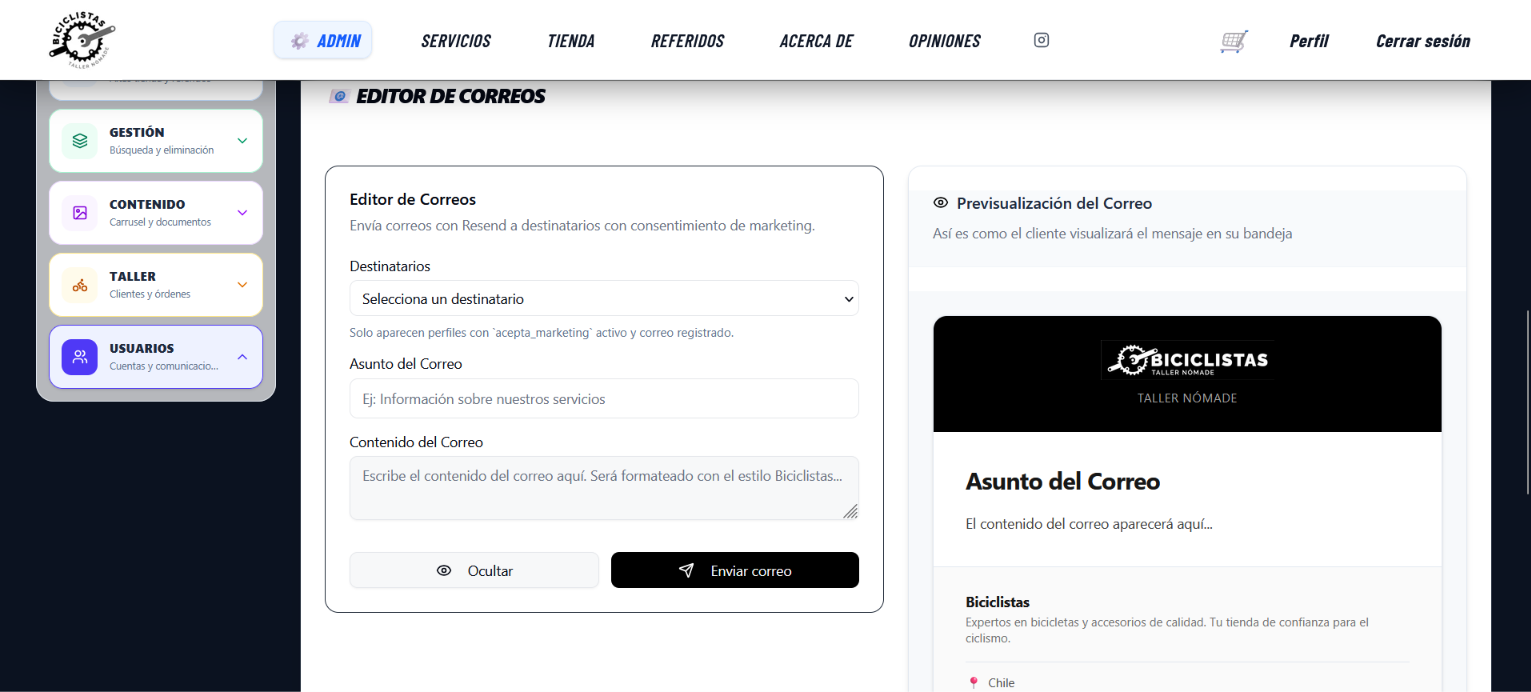 BICICLISTAS
TALLER NÓMADE
ADMIN
SERVICIOS
TIENDA
REFERIDOS
ACERCA DE
OPINIONES
Perfil
Cerrar sesión
GESTIÓN
Búsqueda y eliminación
CONTENIDO
Carrusel y documentos
TALLER
Clientes y órdenes
USUARIOS
Cuentas y comunicacio...
EDITOR DE CORREOS
Editor de Correos
Envía correos con Resend a destinatarios con consentimiento de marketing.
Destinatarios
Selecciona un destinatario
Solo aparecen perfiles con `acepta_marketing` activo y correo registrado.
Asunto del Correo
Ej: Información sobre nuestros servicios
Contenido del Correo
Escribe el contenido del correo aquí. Será formateado con el estilo Biciclistas...
Ocultar
Enviar correo
Previsualización del Correo
Así es como el cliente visualizará el mensaje en su bandeja
BICICLISTAS
TALLER NÓMADE
TALLER NÓMADE
Asunto del Correo
El contenido del correo aparecerá aquí...
Biciclistas
Expertos en bicicletas y accesorios de calidad. Tu tienda de confianza para el
ciclismo.
Chile